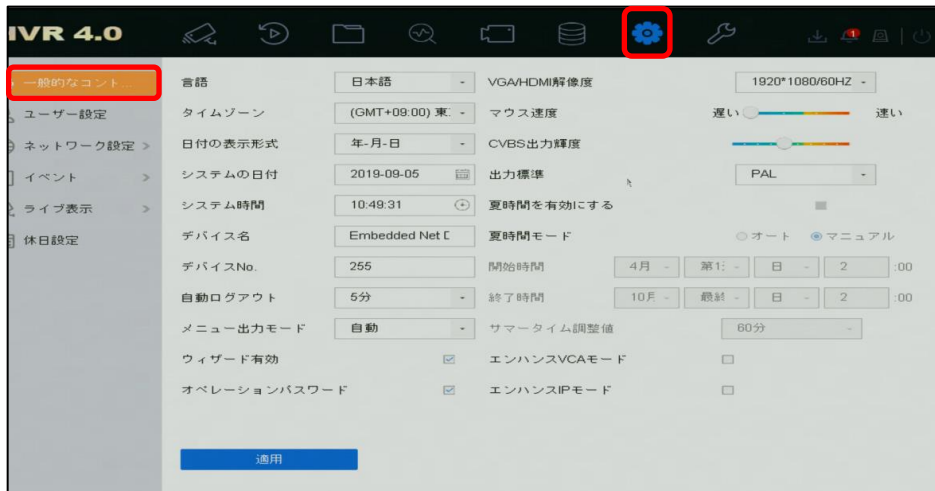 IVR 4.0
1
一般的なコント...
ユーザー設定
ネットワーク設定 >
イベント >
ライブ表示 >
休日設定
言語 日本語
タイムゾーン (GMT+09:00) 東
日付の表示形式 年-月-日
システムの日付 2019-09-05
システム時間 10:49:31
デバイス名 Embedded Net D
デバイスNo. 255
自動ログアウト 5分
メニュー出力モード 自動
ウィザード有効
オペレーションパスワード
適用
VGA/HDMI解像度 1920*1080/60HZ
マウス速度 遅い 速い
CVBS出力輝度
出力標準 PAL
夏時間を有効にする
夏時間モード オート マニュアル
開始時間 4月 第1 日 2 :00
終了時間 10月 最終 日 2 :00
サマータイム調整値 60分
エンハンスVCAモード
エンハンスIPモード